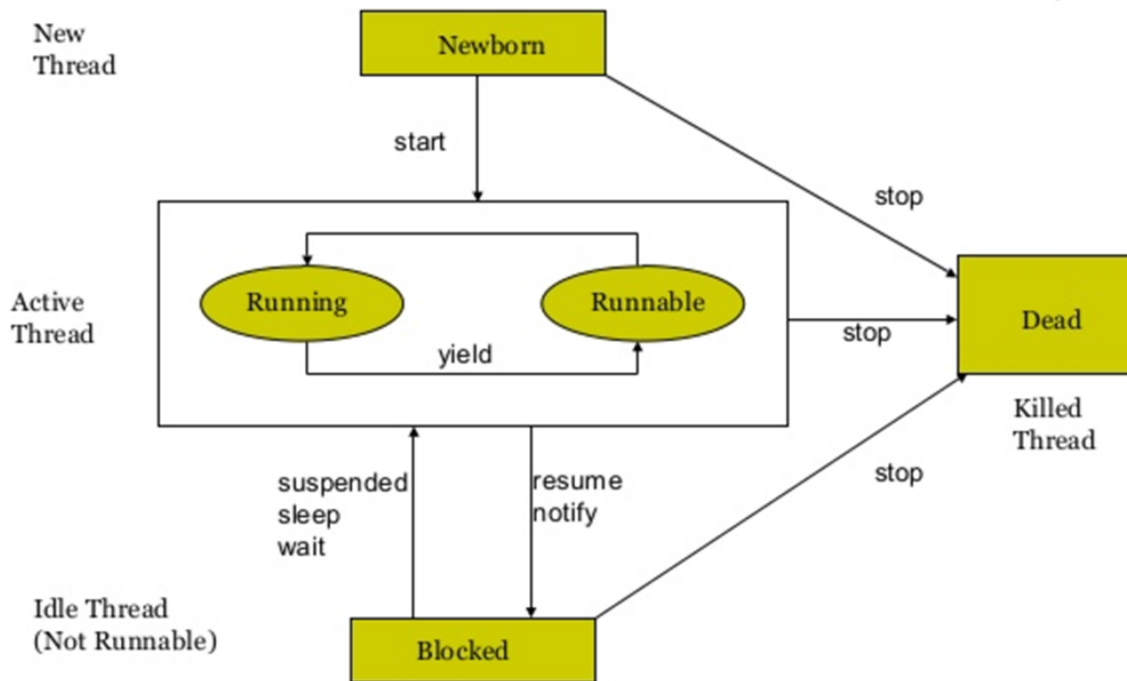 New
Thread
Newborn
start
stop
Active
Thread
Running
Runnable
yield
stop
Dead
Killed
Thread
suspended
sleep
wait
resume
notify
stop
Idle Thread
(Not Runnable)
Blocked